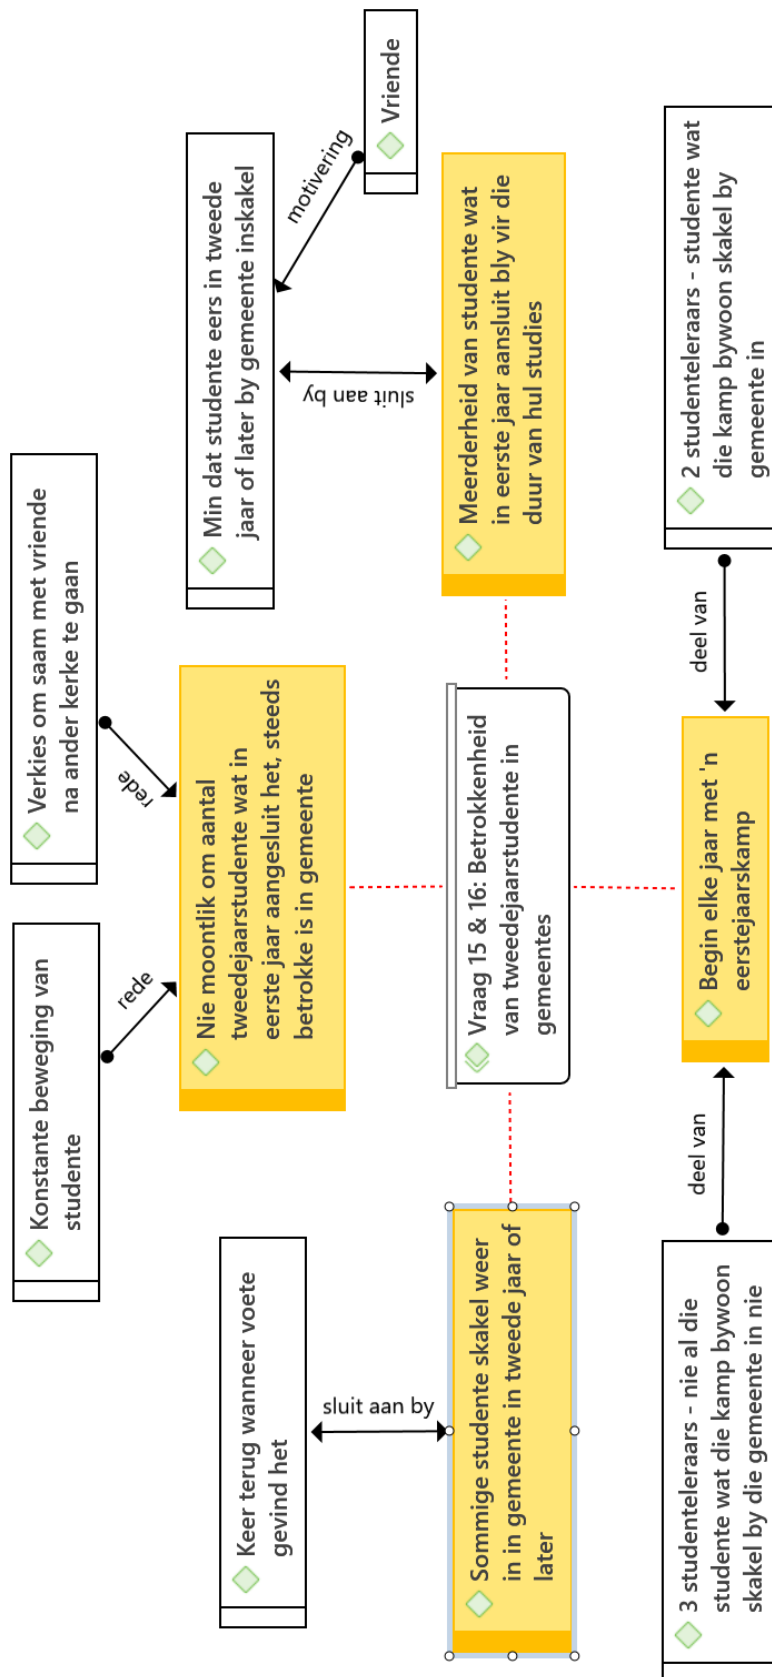 Konstante beweging van
studente
Verkies om saam met vriende
na ander kerke te gaan
rede
rede
Nie moontlik om aantal
tweedejaarstudente wat in
eerste jaar aangesluit het, steeds
betrokke is in gemeente
Keer terug wanneer voete
gevind het
sluit aan by
Sommige studente skakel weer
in in gemeente in tweede jaar of
later
Vraag 15 & 16: Betrokkenheid
van tweedejaarstudente in
gemeentes
Min dat studente eers in tweede
jaar of later by gemeente inskakel
motivering
Vriende
sluit aan by
Meerderheid van studente wat
in eerste jaar aansluit bly vir die
duur van hul studies
3 studenteleraars - nie al die
studente wat die kamp bywoon
skakel by die gemeente in nie
deel van
Begin elke jaar met 'n
eerstejaarskamp
deel van
2 studenteleraars - studente wat
die kamp bywoon skakel by
gemeente in